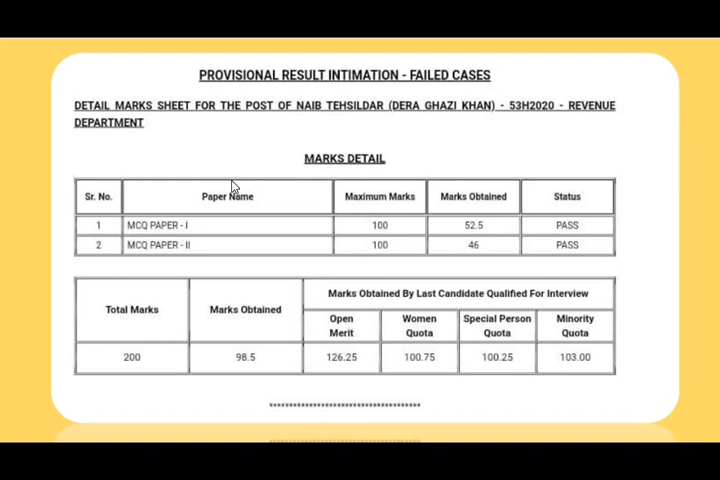 PROVISIONAL RESULT INTIMATION - FAILED CASES
DETAIL MARKS SHEET FOR THE POST OF NAIB TEHSILDAR (DERA GHAZI KHAN) - 53H2020 - REVENUE
DEPARTMENT
MARKS DETAIL
Sr. No. Paper Name Maximum Marks Marks Obtained Status
1 MCQ PAPER - I 100 52.5 PASS
2 MCQ PAPER - II 100 46 PASS
Total Marks Marks Obtained Marks Obtained By Last Candidate Qualified For Interview
Open Merit Women Quota Special Person Quota Minority Quota
200 98.5 126.25 100.75 100.25 103.00
**************************************